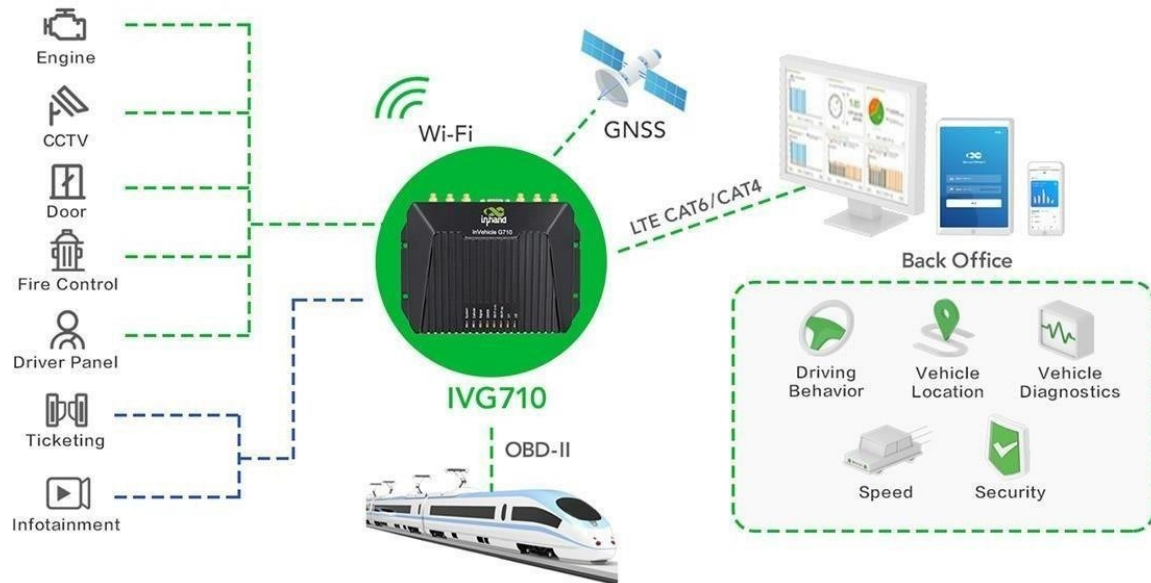 Engine
CCTV
Door
Fire Control
Driver Panel
Ticketing
Infotainment
Wi-Fi
GNSS
inhand
InVehicle G710
IVG710
OBD-II
LTE CAT6/CAT4
Back Office
Driving
Behavior
Vehicle
Location
Vehicle
Diagnostics
Speed
Security